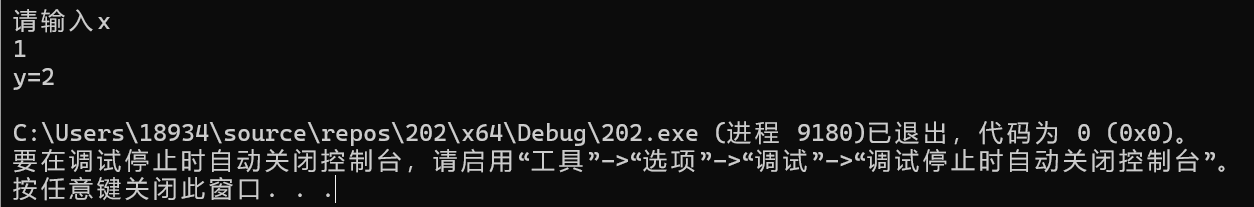 请输入x
1
y=2
C:\Users\18934\source\repos\202\x64\Debug\202.exe (进程 9180)已退出，代码为 0 (0x0)。
要在调试停止时自动关闭控制台，请启用“工具”->“选项”->“调试”->“调试停止时自动关闭控制台”。
按任意键关闭此窗口. . .